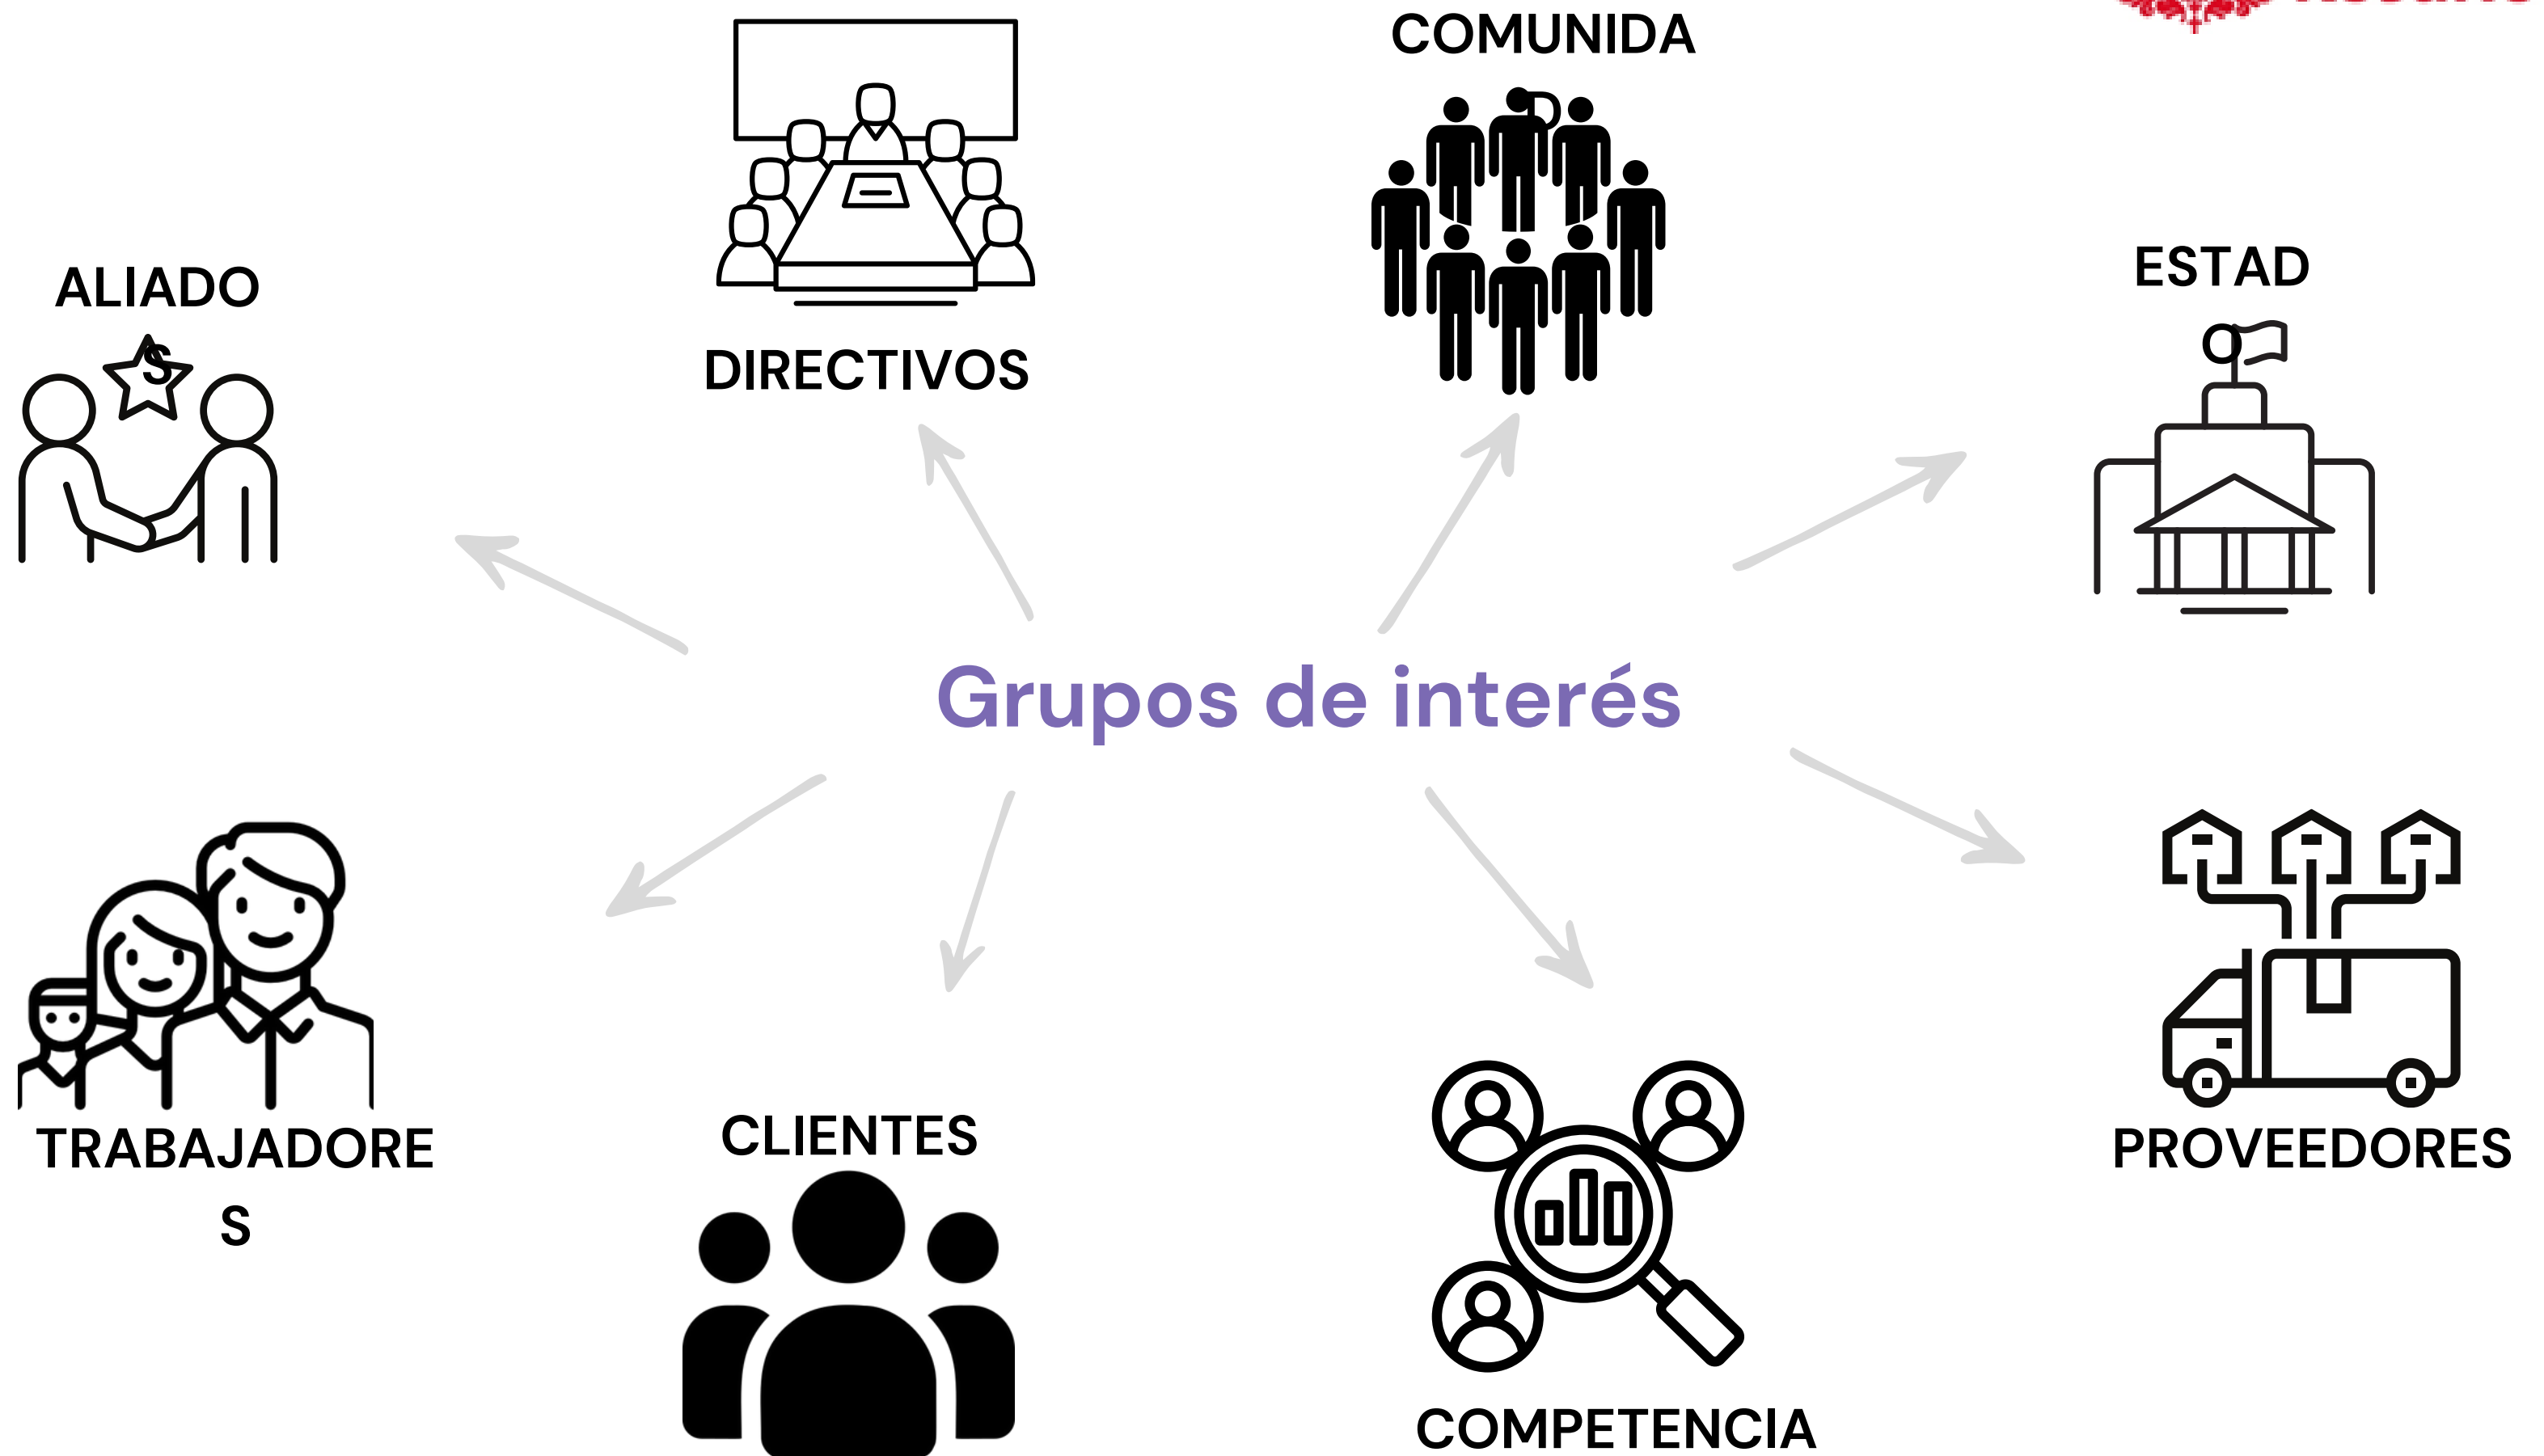 COMUNIDA
D
ALIADO
S
DIRECTIVOS
ESTAD
O
Grupos de interés
TRABAJADORE
S
CLIENTES
PROVEEDORES
COMPETENCIA